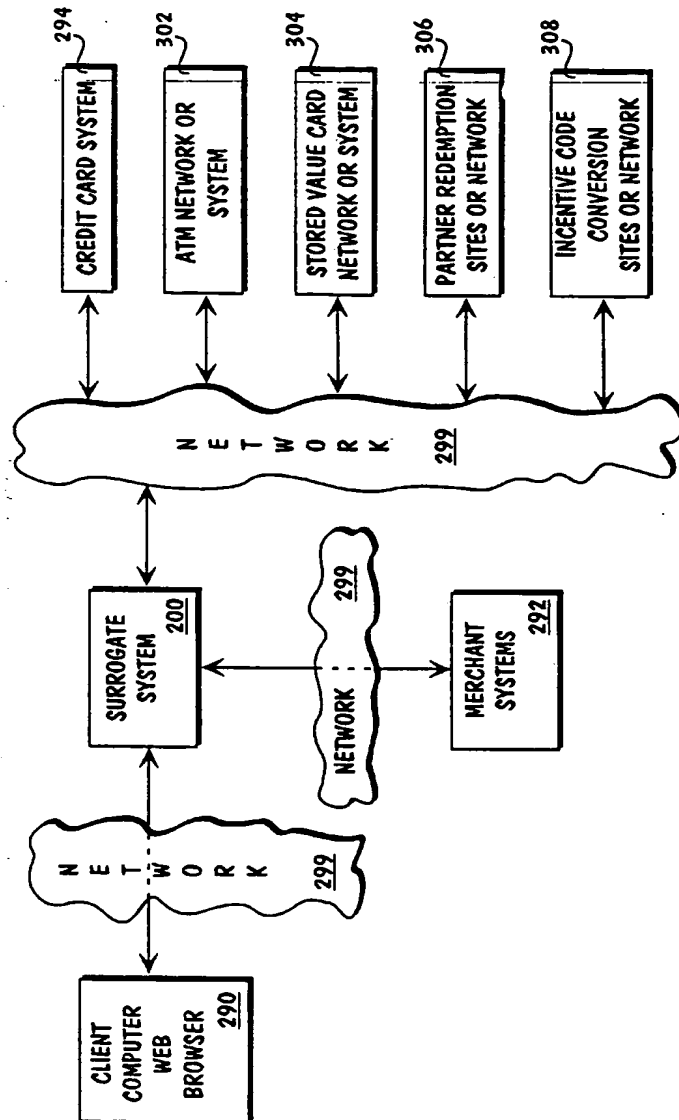 CLIENT
COMPUTER
WEB
BROWSER
290
NETWORK
299
SURROGATE
SYSTEM
200
NETWORK
299
MERCHANT
SYSTEMS
292
NETWORK
299
CREDIT CARD SYSTEM
294
ATM NETWORK OR
SYSTEM
302
STORED VALUE CARD
NETWORK OR SYSTEM
304
PARTNER REDEMPTION
SITES OR NETWORK
306
INCENTIVE CODE
CONVERSION
SITES OR NETWORK
308